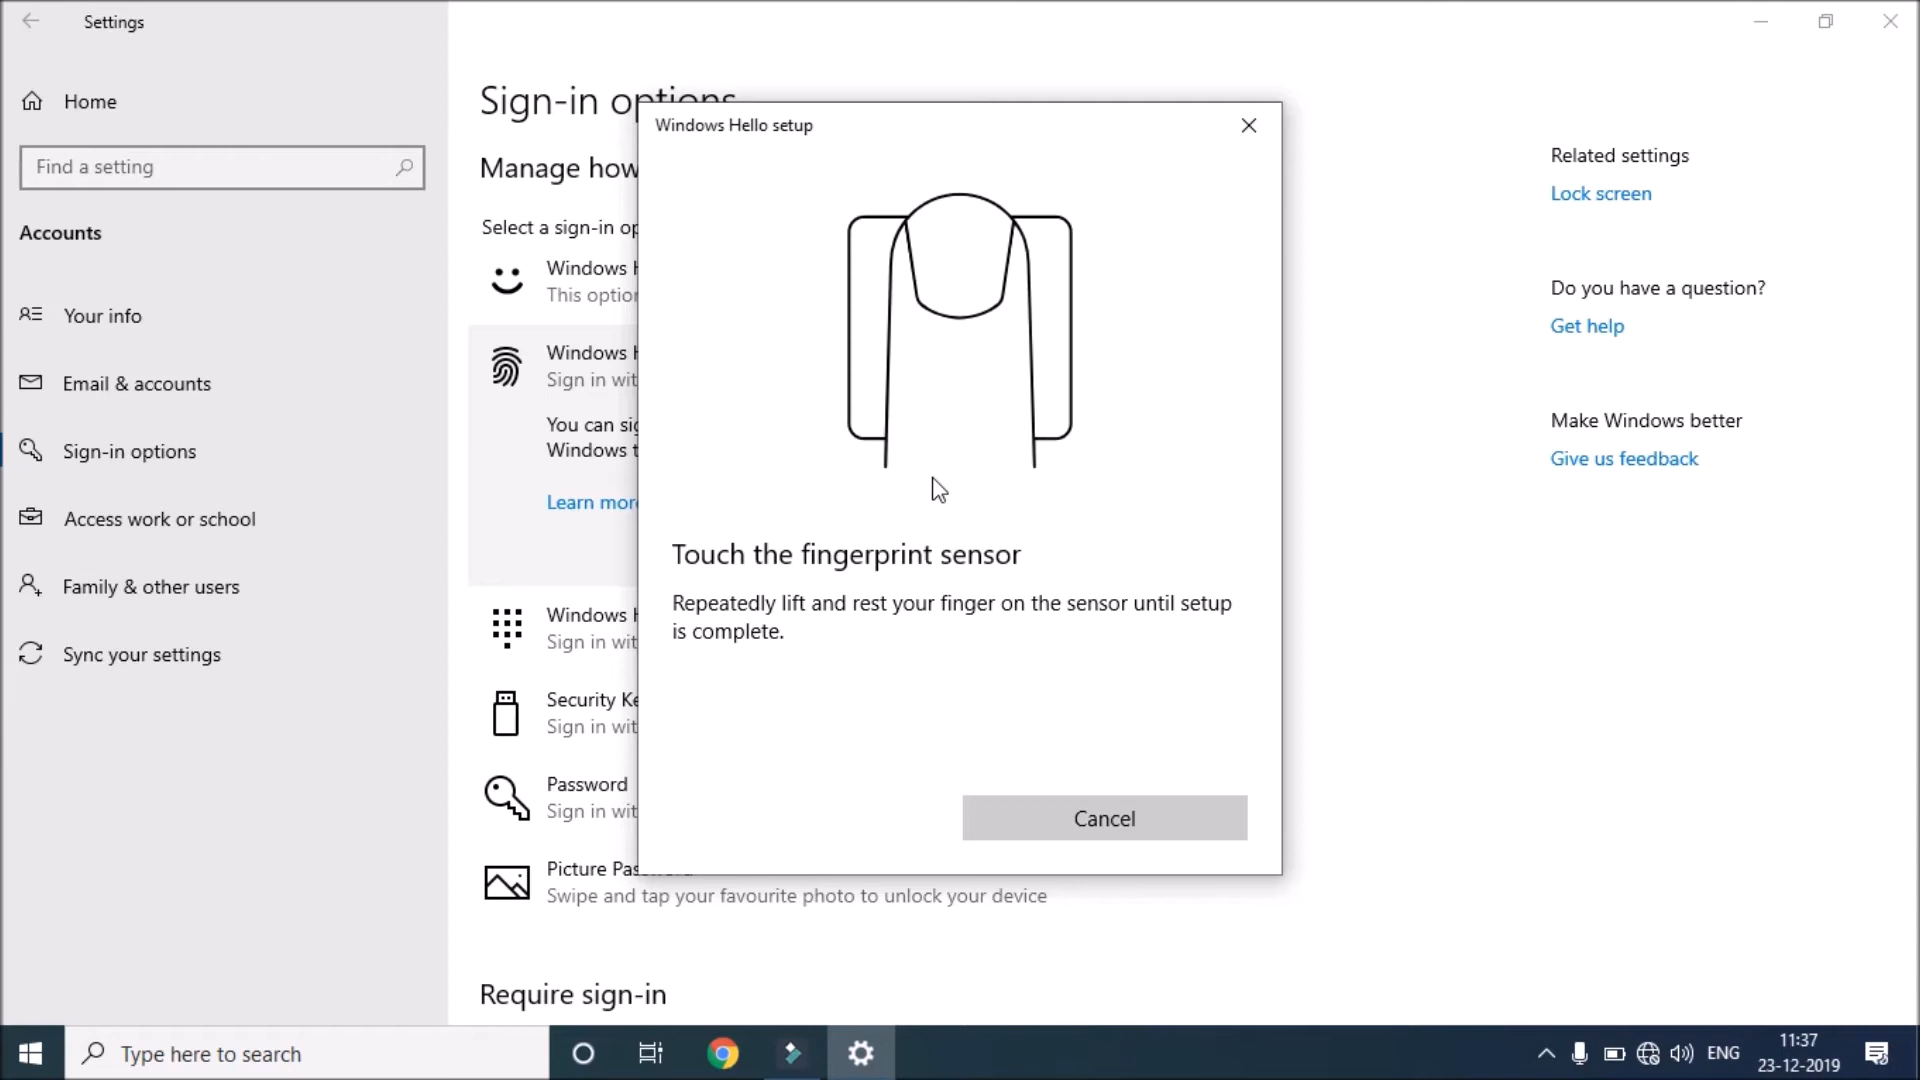 Settings
Home
Find a setting
Accounts
Your info
Email & accounts
Sign-in options
Access work or school
Family & other users
Sync your settings
Sign-in options
Manage how
Select a sign-in op
Windows H
This option
Windows H
Sign in wit
You can sig
Windows t
Learn more
Windows H
Sign in wit
Security Ke
Sign in wit
Password
Sign in wit
Picture Pas
Swipe and tap your favourite photo to unlock your device
Require sign-in
Windows Hello setup
Touch the fingerprint sensor
Repeatedly lift and rest your finger on the sensor until setup
is complete.
Cancel
Related settings
Lock screen
Do you have a question?
Get help
Make Windows better
Give us feedback
Type here to search
ENG
11:37
23-12-2019